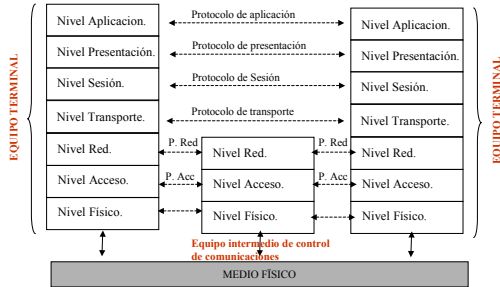 EQUIPO TERMINAL
Nivel Aplicacion.
Nivel Presentación.
Nivel Sesión.
Nivel Transporte.
Nivel Red.
Nivel Acceso.
Nivel Físico.
Protocolo de aplicación
Protocolo de presentación
Protocolo de Sesión
Protocolo de transporte
P. Red
P. Acc
Nivel Red.
Nivel Acceso.
Nivel Físico.
P. Red
P. Acc
Equipo intermedio de control
de comunicaciones
Nivel Aplicacion.
Nivel Presentación.
Nivel Sesión.
Nivel Transporte.
Nivel Red.
Nivel Acceso.
Nivel Físico.
EQUIPO TERMINAL
MEDIO FÍSICO